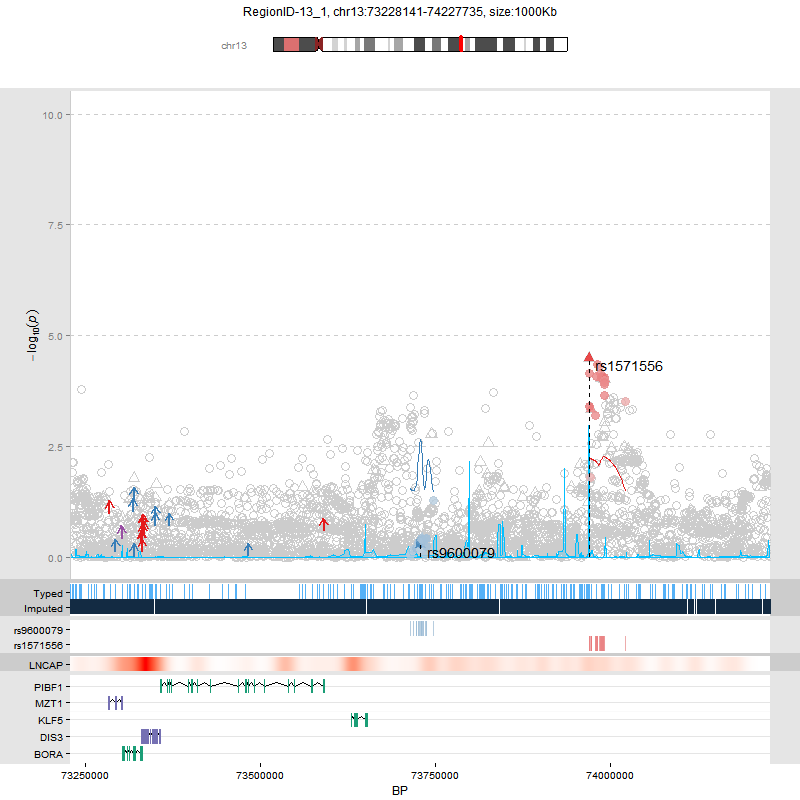 RegionID-13_1, chr13:73228141-74227735, size:1000Kb
chr13
10.0
7.5
5.0
2.5
0.0
−log10(p)
rs1571556
rs9600079
Typed
Imputed
rs9600079
rs1571556
LNCAP
PIBF1
MZT1
KLF5
DIS3
BORA
73250000 73500000 73750000 74000000
BP